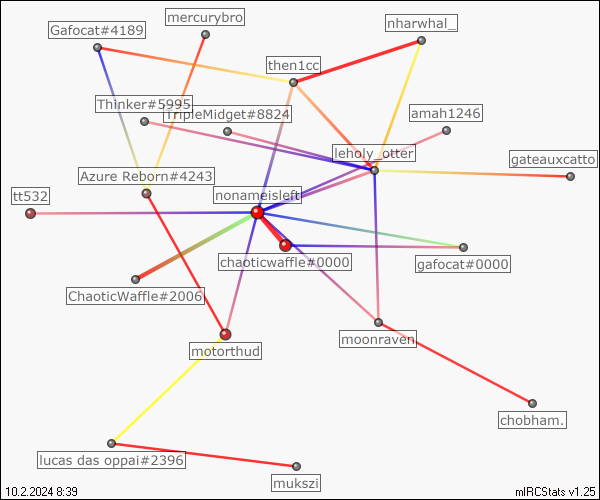 mercurybro
nharwhal_
Gafocat#4189
then1cc
Thinker#5995
TripleMidget#8824
amah1246
leholy_otter
gateauxcatto
Azure Reborn#4243
tt532
nonameisleft
chaoticwaffle#0000
gafocat#0000
ChaoticWaffle#2006
moonraven
motorthud
chobham.
lucas das oppai#2396
mukszi
10.2.2024 8:39
mIRCStats v1.25